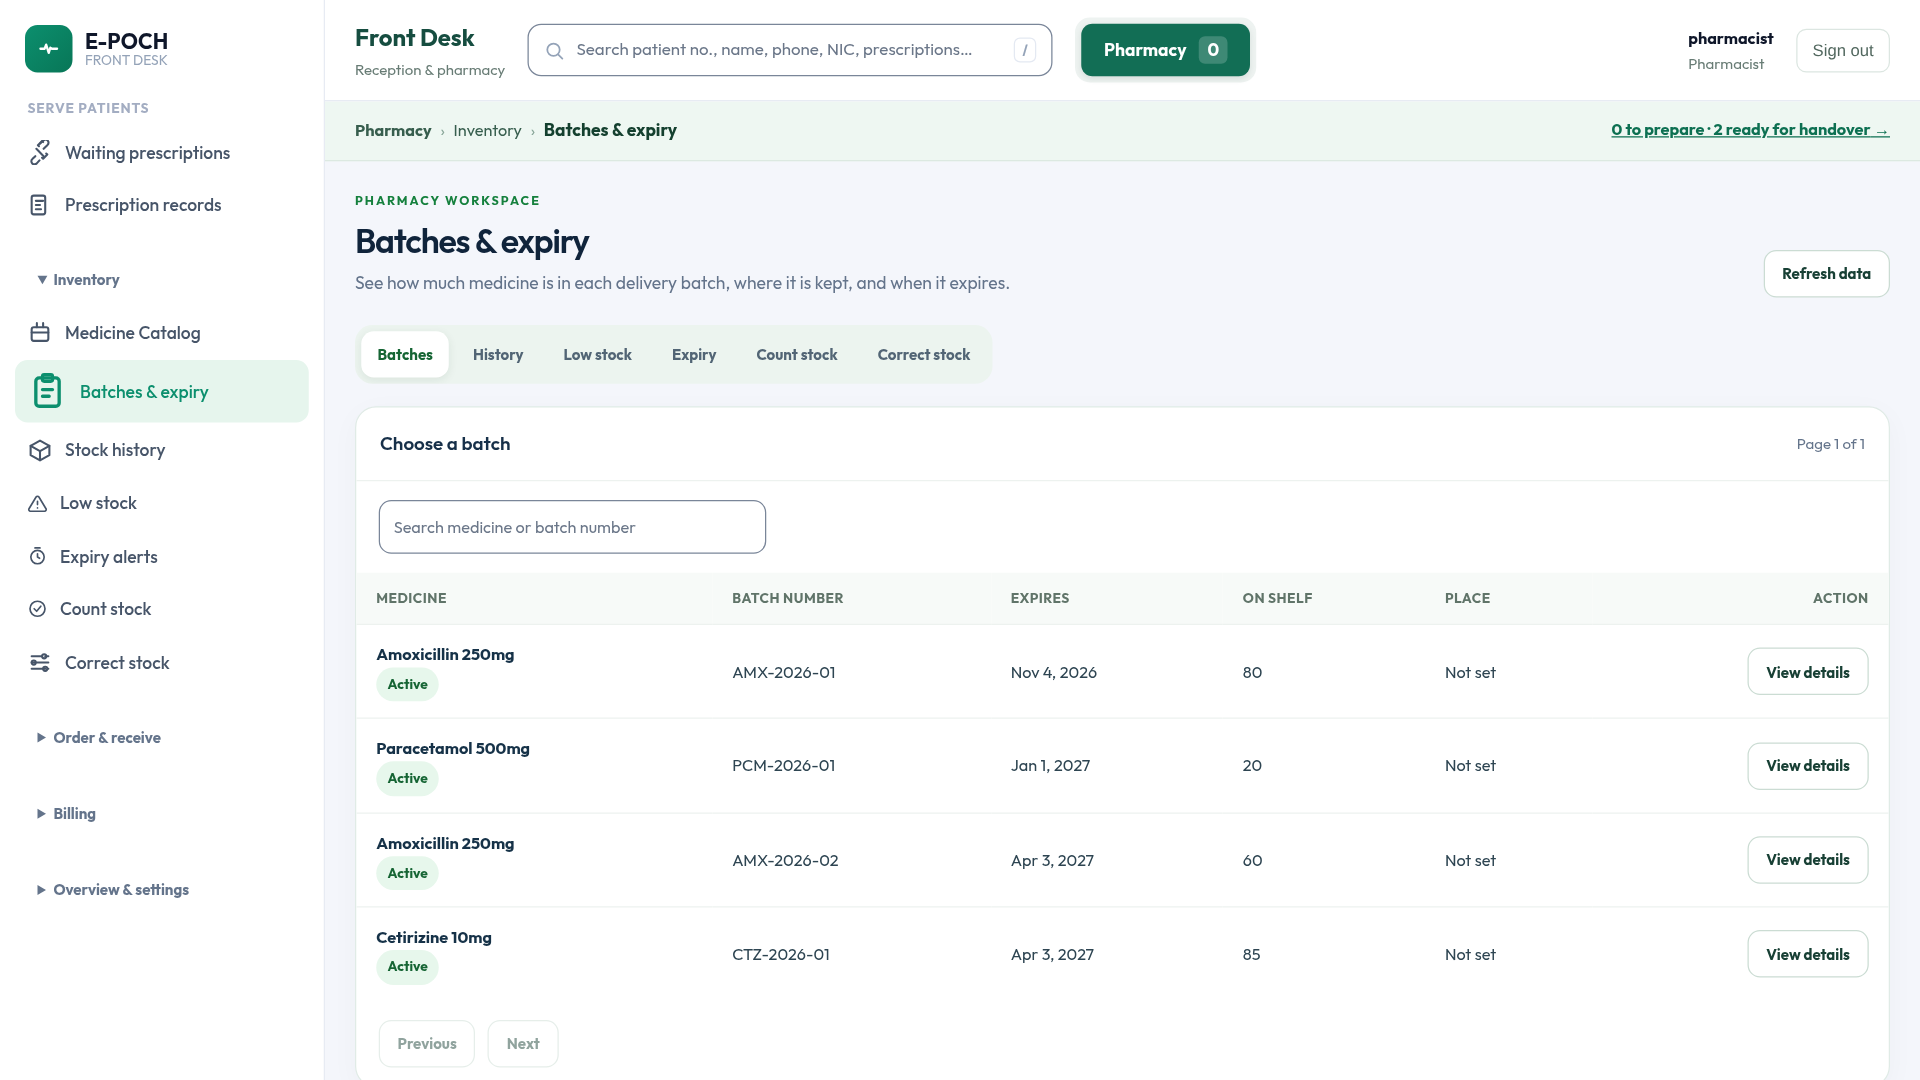 E-POCH
FRONT DESK
SERVE PATIENTS
Waiting prescriptions
Prescription records
▼ Inventory
Medicine Catalog
Batches & expiry
Stock history
Low stock
Expiry alerts
Count stock
Correct stock
▶ Order & receive
▶ Billing
▶ Overview & settings
Front Desk
Reception & pharmacy
Search patient no., name, phone, NIC, prescriptions... /
Pharmacy 0
pharmacist
Pharmacist
Sign out
Pharmacy › Inventory › Batches & expiry
0 to prepare · 2 ready for handover →
PHARMACY WORKSPACE
Batches & expiry
See how much medicine is in each delivery batch, where it is kept, and when it expires.
Refresh data
Batches History Low stock Expiry Count stock Correct stock
Choose a batch
Page 1 of 1
Search medicine or batch number
MEDICINE BATCH NUMBER EXPIRES ON SHELF PLACE ACTION
Amoxicillin 250mg
Active
AMX-2026-01 Nov 4, 2026 80 Not set View details
Paracetamol 500mg
Active
PCM-2026-01 Jan 1, 2027 20 Not set View details
Amoxicillin 250mg
Active
AMX-2026-02 Apr 3, 2027 60 Not set View details
Cetirizine 10mg
Active
CTZ-2026-01 Apr 3, 2027 85 Not set View details
Previous Next